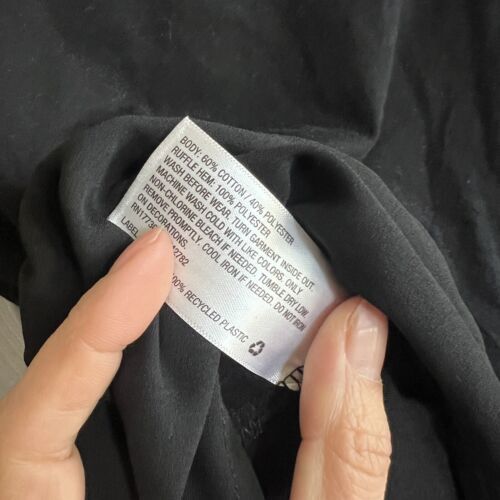 BODY: 60% COTTON / 40% POLYESTER
RUFFLE HEM: 100% POLYESTER
WASH BEFORE WEAR. TURN GARMENT INSIDE OUT.
MACHINE WASH COLD WITH LIKE COLORS, ONLY
NON-CHLORINE BLEACH IF NEEDED, TUMBLE DRY LOW.
REMOVE PROMPTLY, COOL IRON IF NEEDED, DO NOT IRON
ON DECORATIONS.
LABEL 100% RECYCLED PLASTIC